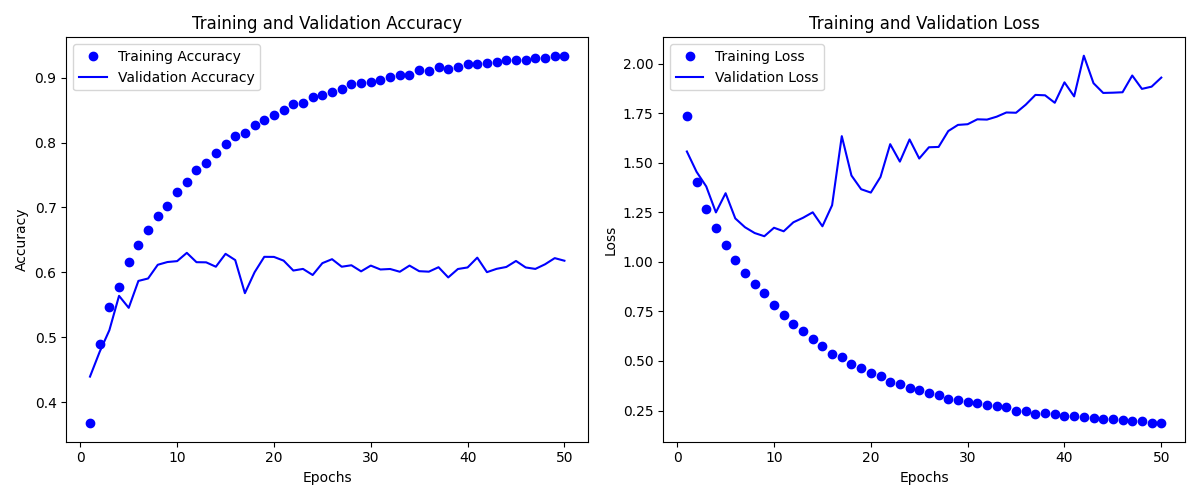 Training and Validation Accuracy
Training Accuracy
Validation Accuracy
0.9
0.8
0.7
0.6
0.5
0.4
Accuracy
0 10 20 30 40 50
Epochs
Training and Validation Loss
Training Loss
Validation Loss
2.00
1.75
1.50
1.25
1.00
0.75
0.50
0.25
Loss
0 10 20 30 40 50
Epochs